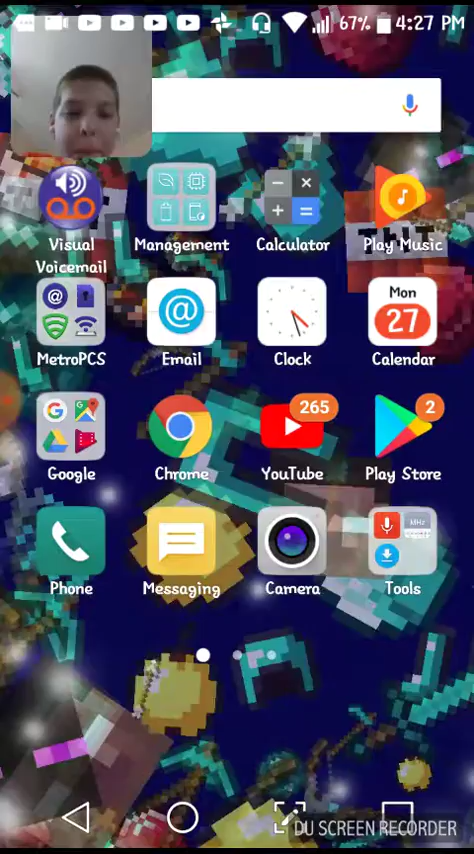 67% 4:27 PM
Visual Voicemail
Management
Calculator
Play Music
Mon
27
MetroPCS
Email
Clock
Calendar
265
2
Google
Chrome
YouTube
Play Store
MHz
Phone
Messaging
Camera
Tools
DU SCREEN RECORDER